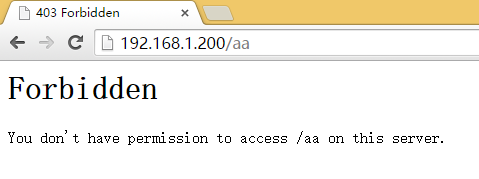 403 Forbidden
192.168.1.200/aa
Forbidden
You don't have permission to access /aa on this server.